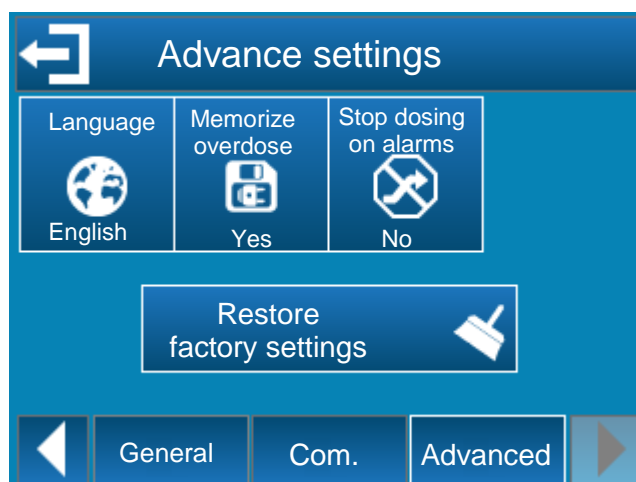 Advance settings
Language
English
Memorize
overdose
Yes
Stop dosing
on alarms
No
Restore
factory settings
General
Com.
Advanced